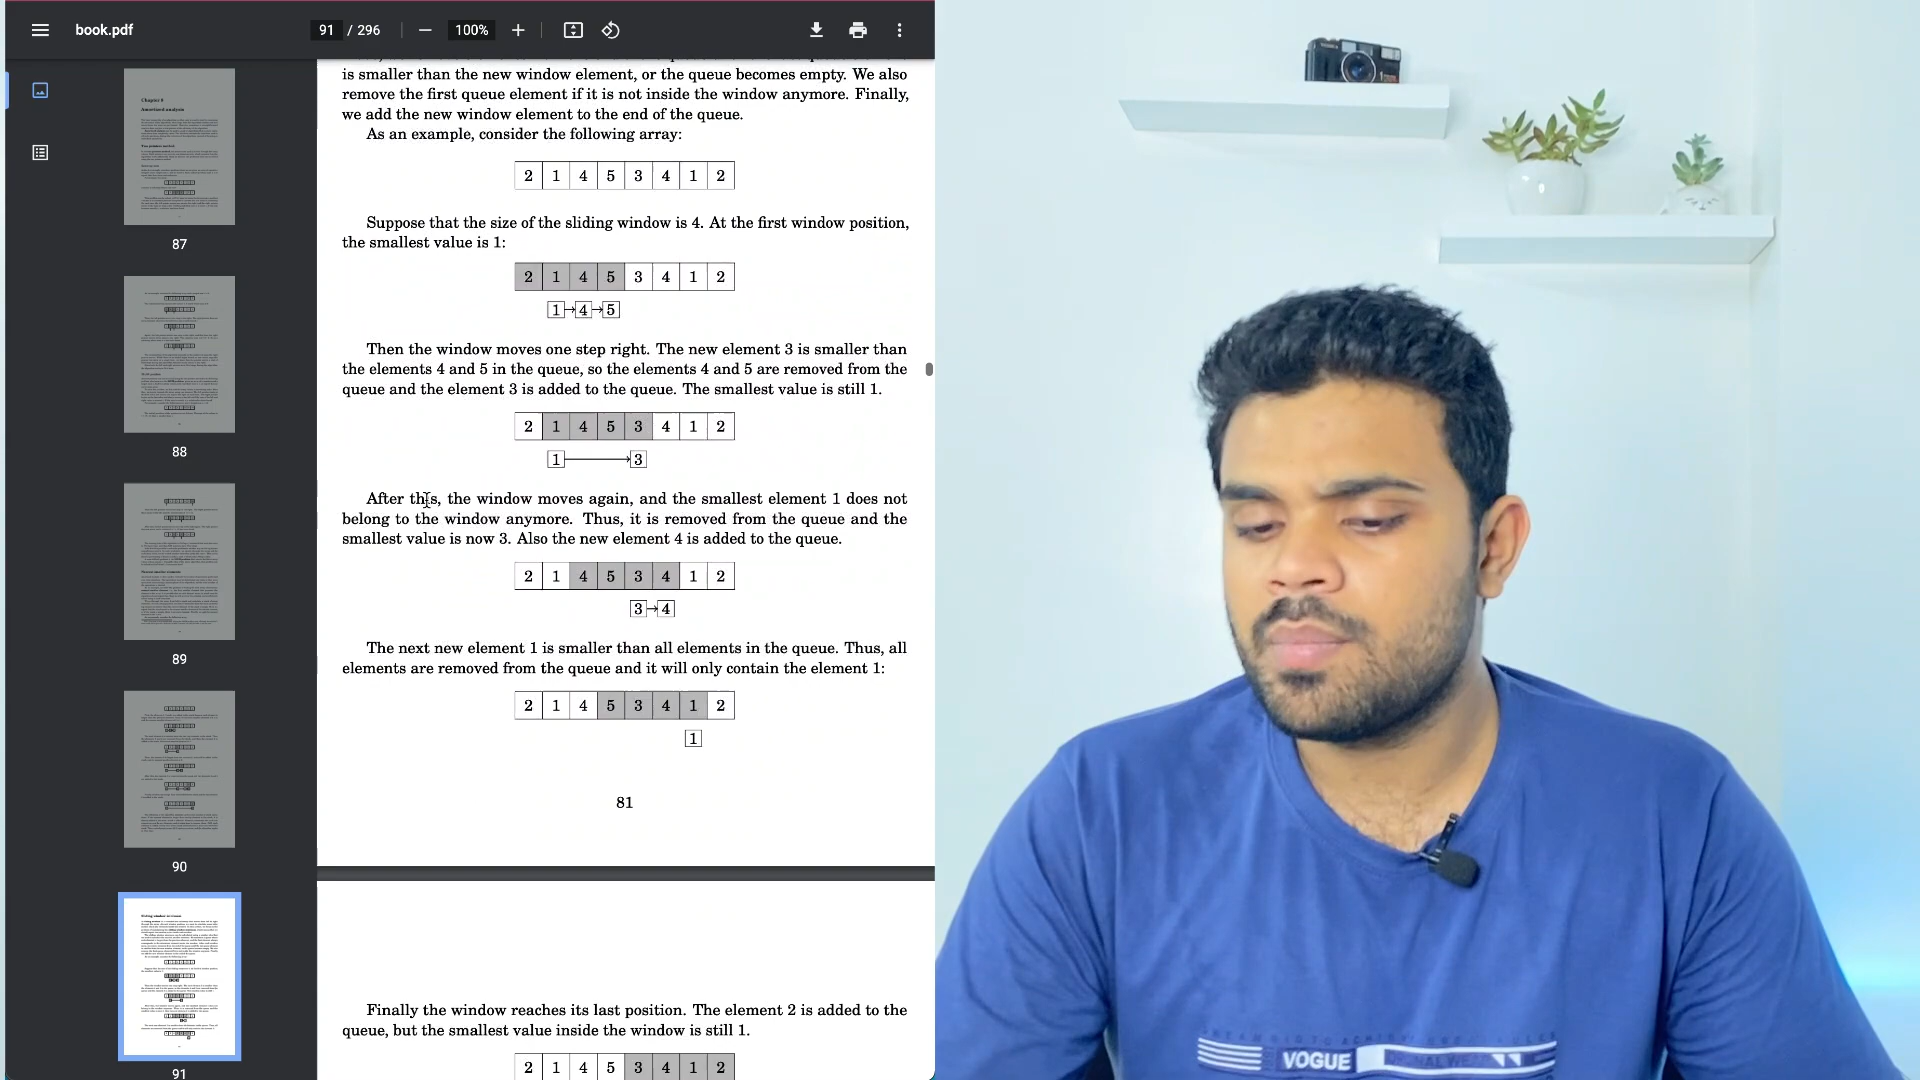 book.pdf
91 / 296
100%
87
88
89
90
91
is smaller than the new window element, or the queue becomes empty. We also
remove the first queue element if it is not inside the window anymore. Finally,
we add the new window element to the end of the queue.
As an example, consider the following array:
2 1 4 5 3 4 1 2
Suppose that the size of the sliding window is 4. At the first window position,
the smallest value is 1:
2 1 4 5 3 4 1 2
1 → 4 → 5
Then the window moves one step right. The new element 3 is smaller than
the elements 4 and 5 in the queue, so the elements 4 and 5 are removed from the
queue and the element 3 is added to the queue. The smallest value is still 1.
2 1 4 5 3 4 1 2
1 → 3
After this, the window moves again, and the smallest element 1 does not
belong to the window anymore. Thus, it is removed from the queue and the
smallest value is now 3. Also the new element 4 is added to the queue.
2 1 4 5 3 4 1 2
3 → 4
The next new element 1 is smaller than all elements in the queue. Thus, all
elements are removed from the queue and it will only contain the element 1:
2 1 4 5 3 4 1 2
1
81
Finally the window reaches its last position. The element 2 is added to the
queue, but the smallest value inside the window is still 1.
2 1 4 5 3 4 1 2
VOGUE